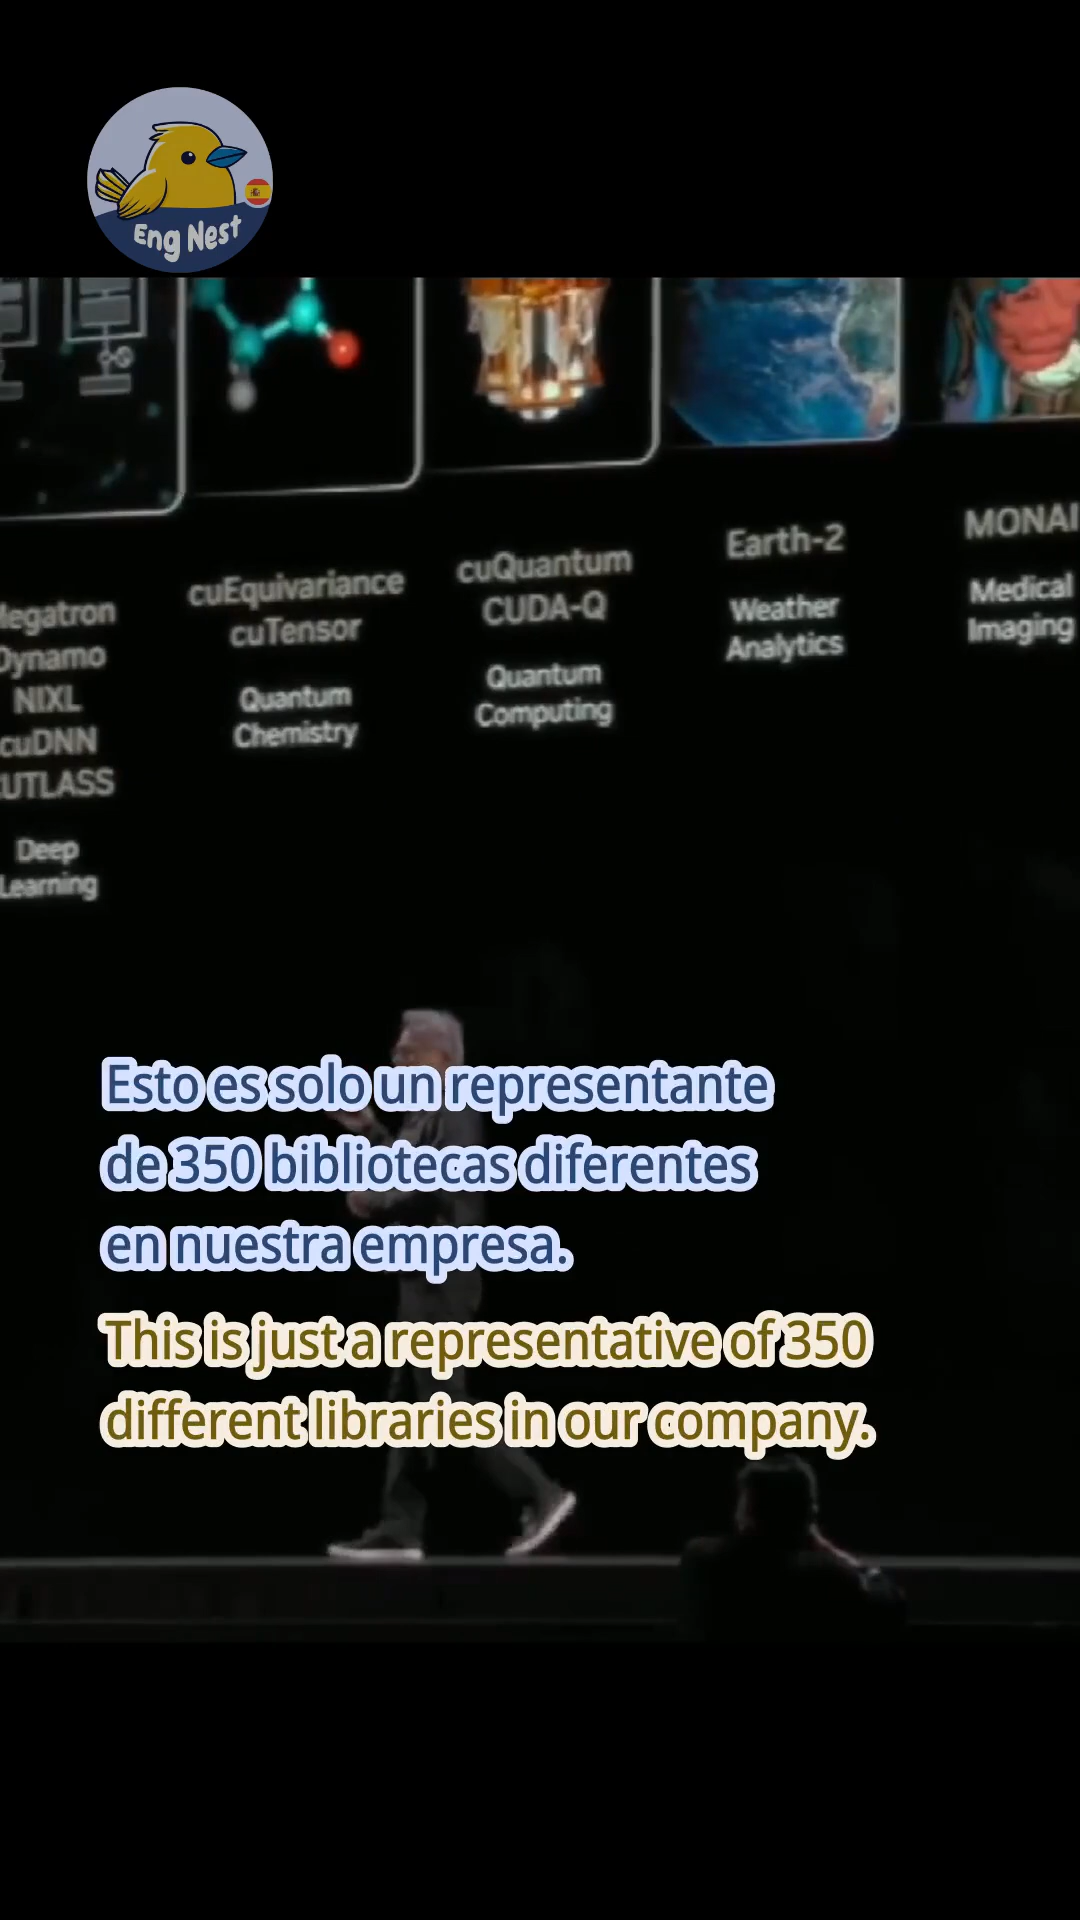 Eng Nest
Megatron
Dynamo
NIXL
cuDNN
CUTLASS
Deep
Learning
cuEquivariance
cuTensor
Quantum
Chemistry
cuQuantum
CUDA-Q
Quantum
Computing
Earth-2
Weather
Analytics
MONAI
Medical
Imaging
Esto es solo un representante
de 350 bibliotecas diferentes
en nuestra empresa.
This is just a representative of 350
different libraries in our company.